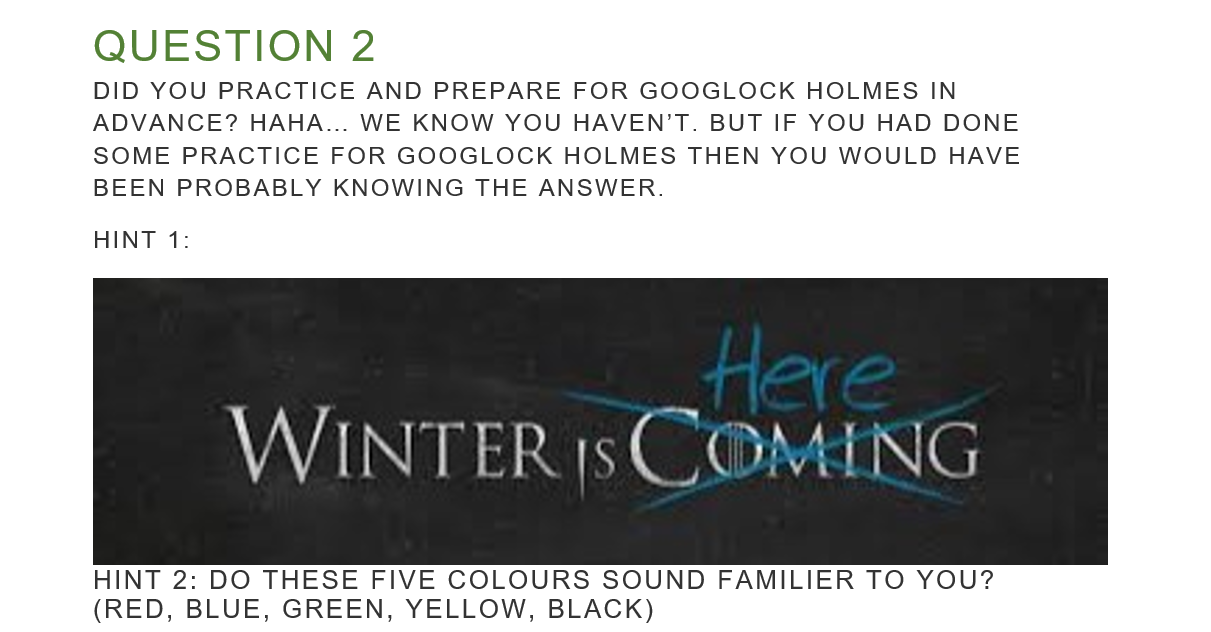 QUESTION 2
DID YOU PRACTICE AND PREPARE FOR GOOGLOCK HOLMES IN
ADVANCE? HAHA... WE KNOW YOU HAVEN'T. BUT IF YOU HAD DONE
SOME PRACTICE FOR GOOGLOCK HOLMES THEN YOU WOULD HAVE
BEEN PROBABLY KNOWING THE ANSWER.
HINT 1:
Here
WINTER IS COMING
HINT 2: DO THESE FIVE COLOURS SOUND FAMILIER TO YOU?
(RED, BLUE, GREEN, YELLOW, BLACK)